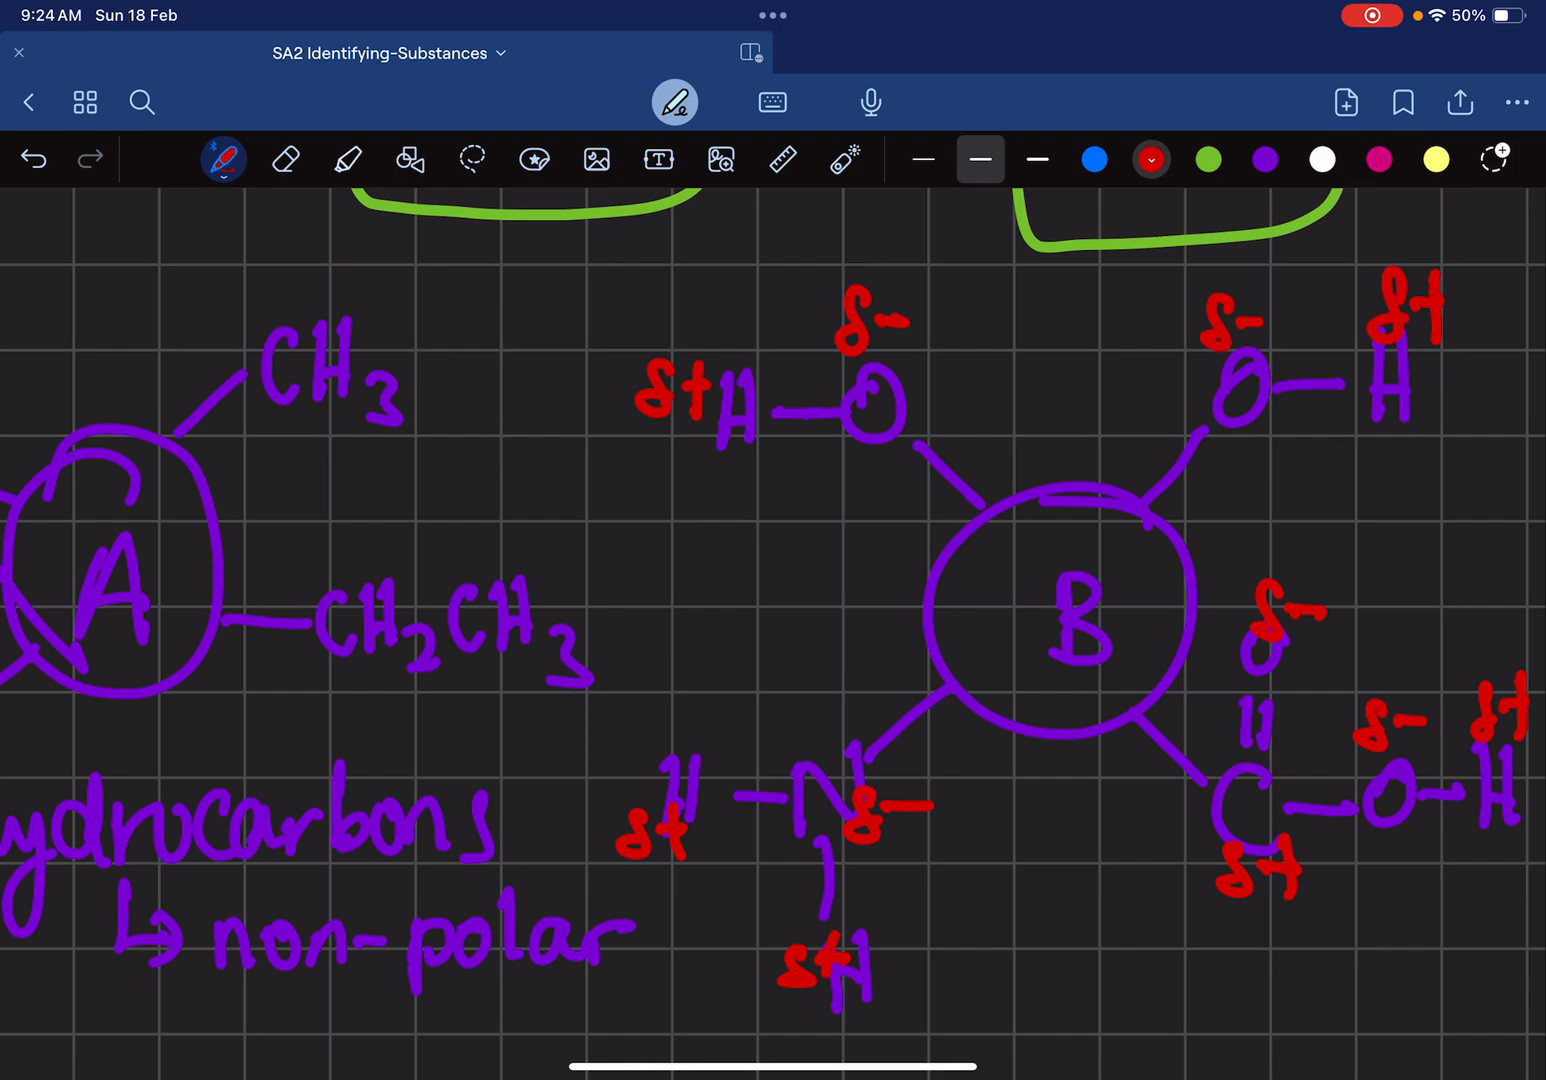 9:24 AM Sun 18 Feb
50%
SA2 Identifying-Substances
CH3
A
CH2CH3
ydrocarbons
↳ non-polar
δ- δ- δ+
δ+ H-O O-H
B
δ-
O
δ- δ+
H-N δ- C-O-H
δ+ δ+
δ+ H